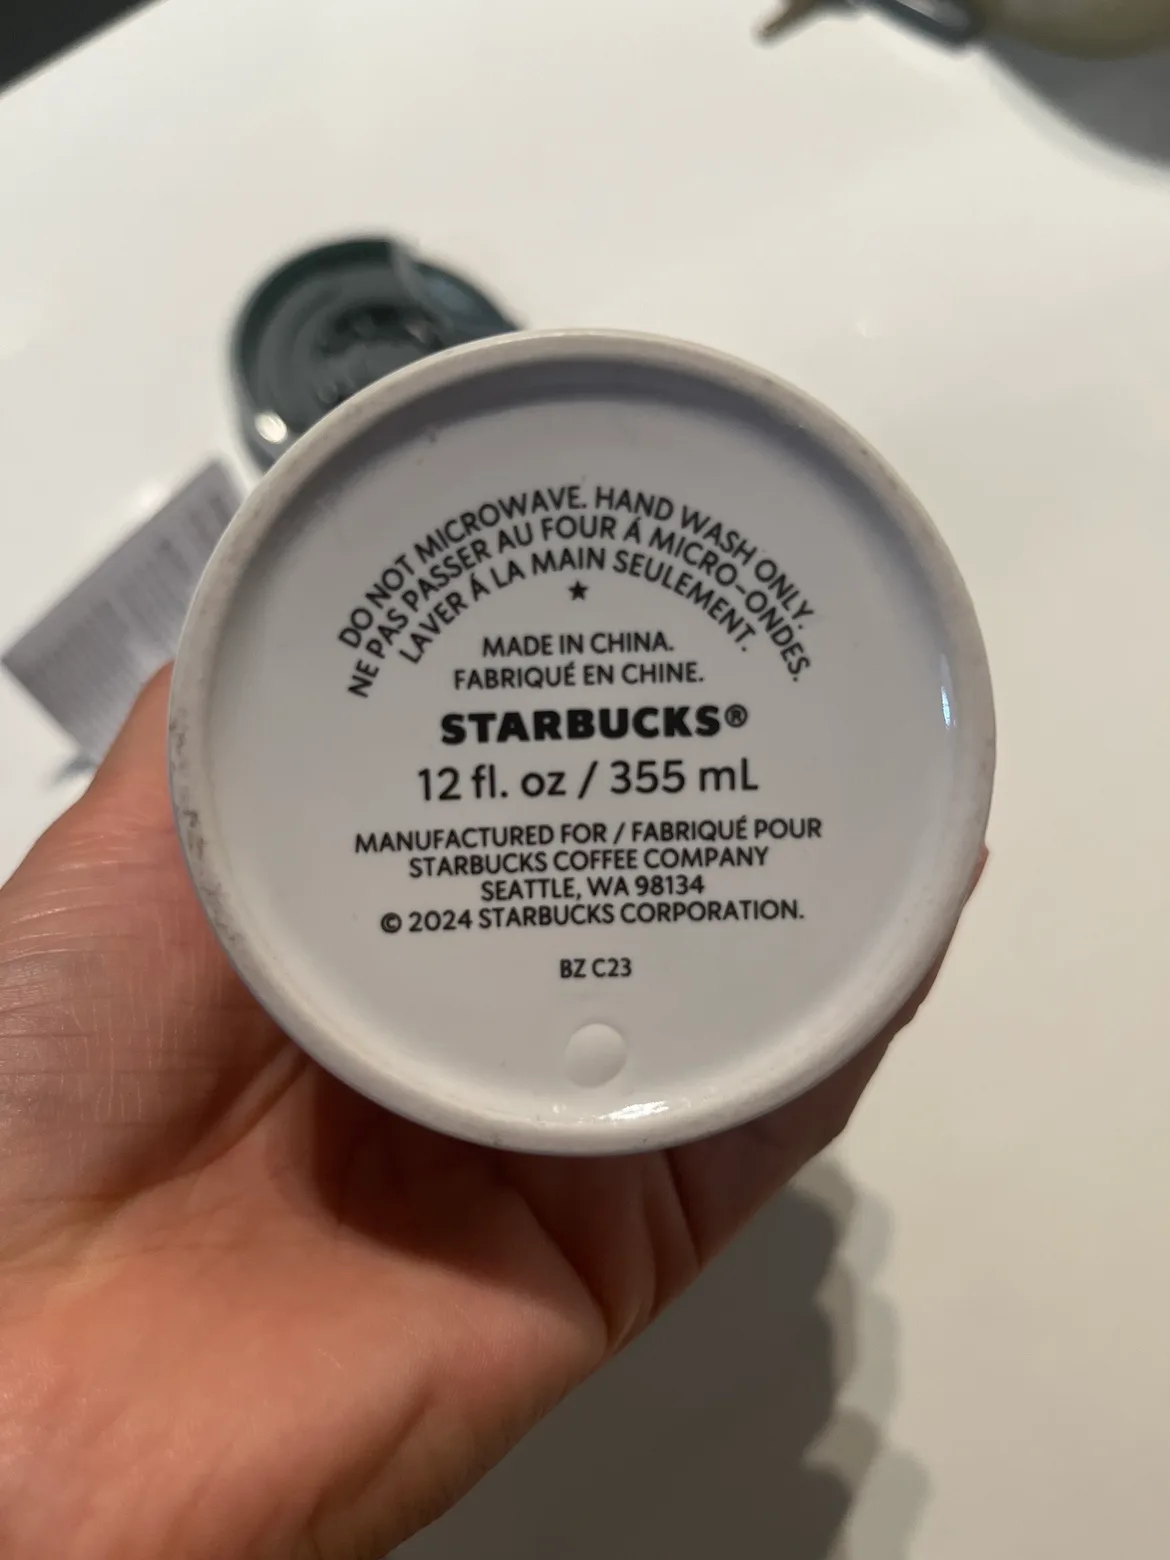 DO NOT MICROWAVE. HAND WASH ONLY.
NE PAS PASSER AU FOUR Á MICRO-ONDES.
LAVER Á LA MAIN SEULEMENT.
★
MADE IN CHINA.
FABRIQUÉ EN CHINE.
STARBUCKS®
12 fl. oz / 355 mL
MANUFACTURED FOR / FABRIQUÉ POUR
STARBUCKS COFFEE COMPANY
SEATTLE, WA 98134
© 2024 STARBUCKS CORPORATION.
BZ C23